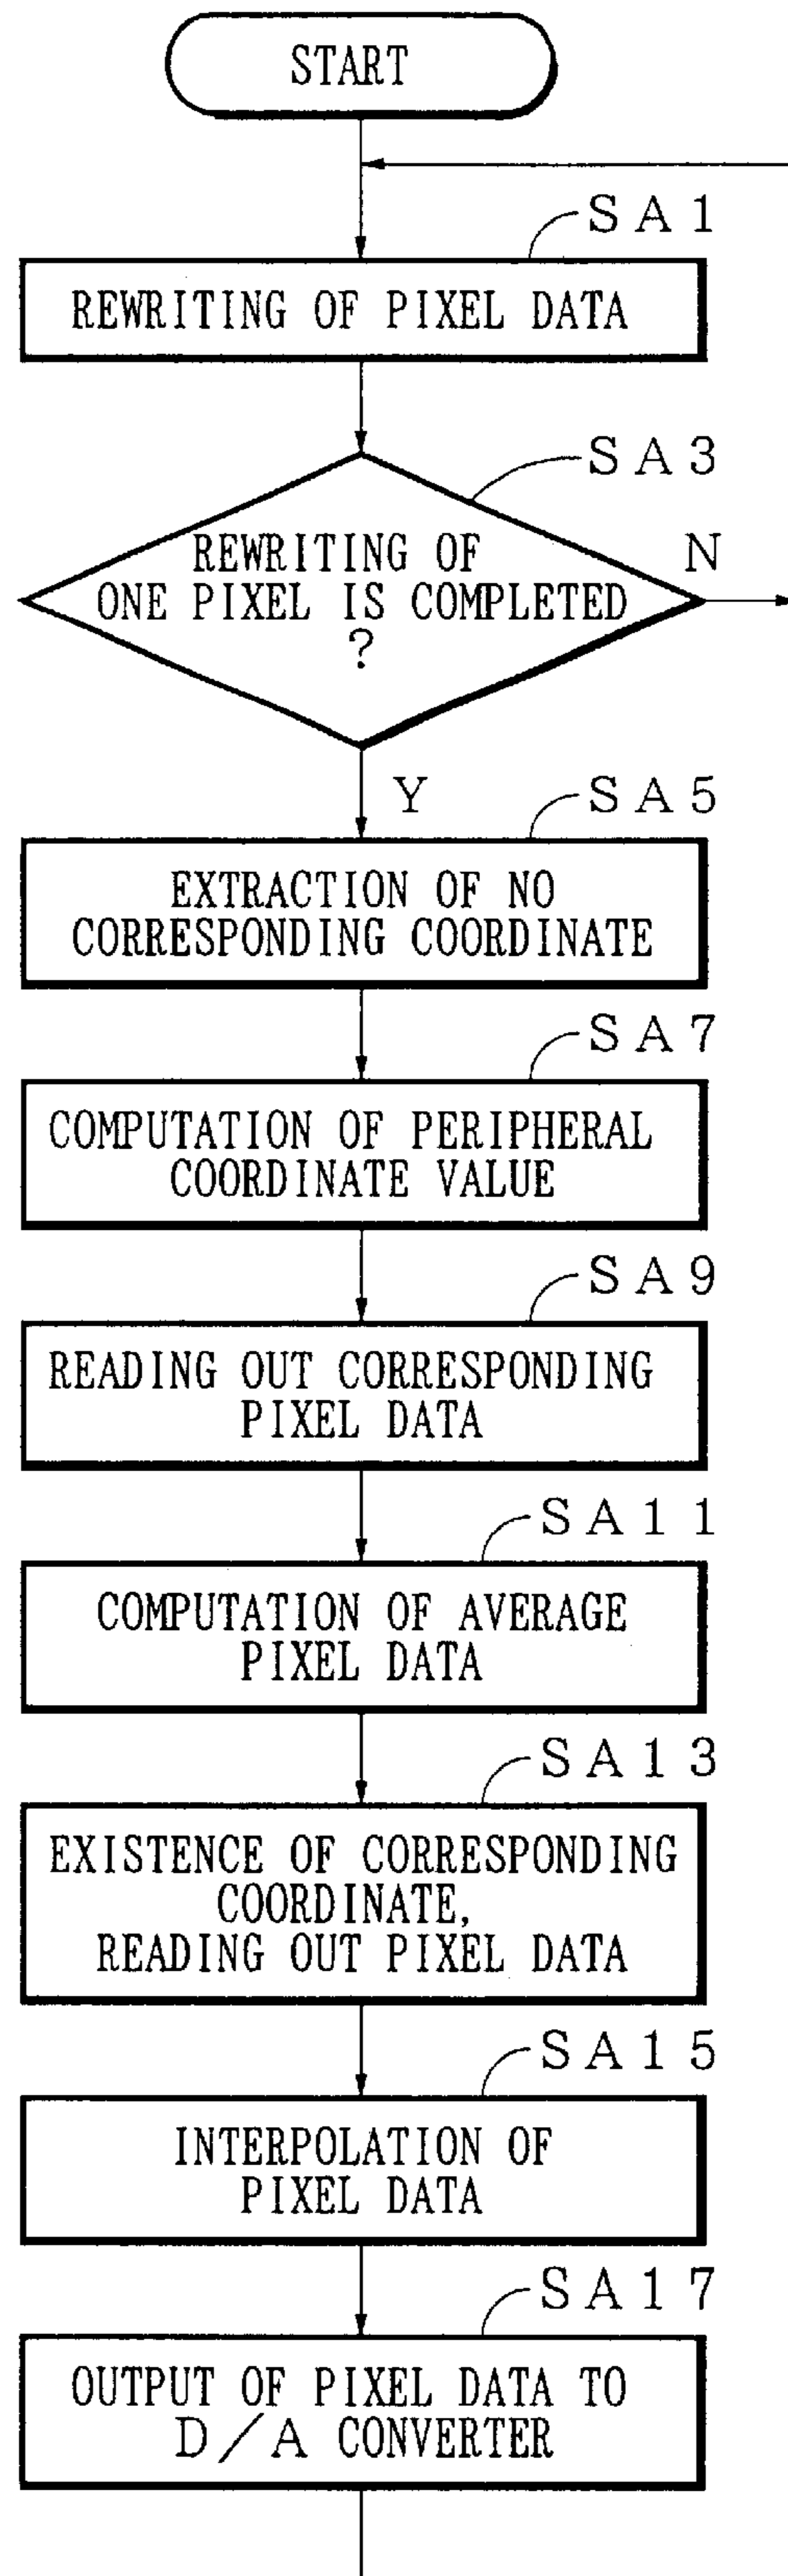 START
SA1
REWRITING OF PIXEL DATA
SA3
REWRITING OF
ONE PIXEL IS COMPLETED
?
N
Y
SA5
EXTRACTION OF NO
CORRESPONDING COORDINATE
SA7
COMPUTATION OF PERIPHERAL
COORDINATE VALUE
SA9
READING OUT CORRESPONDING
PIXEL DATA
SA11
COMPUTATION OF AVERAGE
PIXEL DATA
SA13
EXISTENCE OF CORRESPONDING
COORDINATE,
READING OUT PIXEL DATA
SA15
INTERPOLATION OF
PIXEL DATA
SA17
OUTPUT OF PIXEL DATA TO
D/A CONVERTER